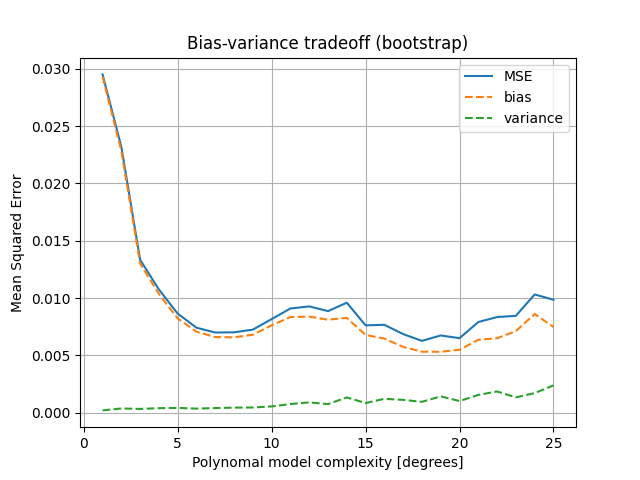 Bias-variance tradeoff (bootstrap)
MSE
bias
variance
Mean Squared Error
0.030
0.025
0.020
0.015
0.010
0.005
0.000
0 5 10 15 20 25
Polynomal model complexity [degrees]